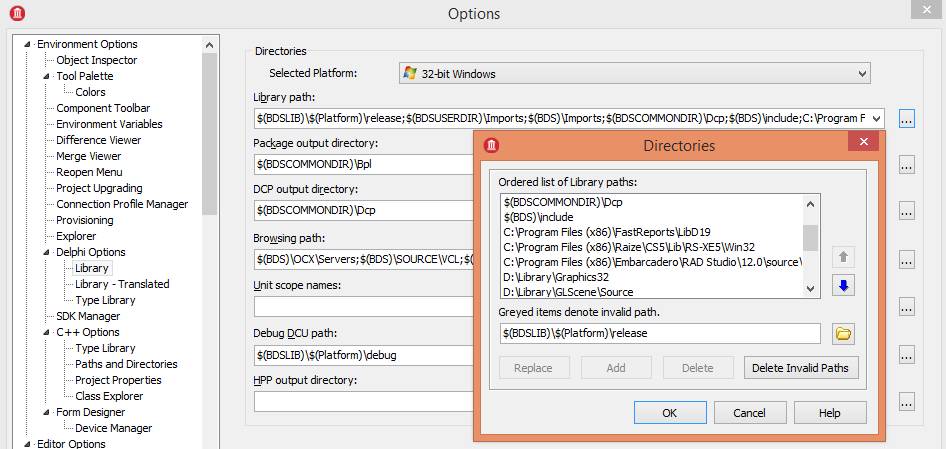 Options
Environment Options
Object Inspector
Tool Palette
Colors
Component Toolbar
Environment Variables
Difference Viewer
Merge Viewer
Reopen Menu
Project Upgrading
Connection Profile Manager
Provisioning
Explorer
Delphi Options
Library
Library - Translated
Type Library
SDK Manager
C++ Options
Type Library
Paths and Directories
Project Properties
Class Explorer
Form Designer
Device Manager
Editor Options
Directories
Selected Platform: 32-bit Windows
Library path:
$(BDSLIB)\$(Platform)\release;$(BDSUSERDIR)\Imports;$(BDS)\Imports;$(BDSCOMMONDIR)\Dcp;$(BDS)\include;C:\Program F
...
Package output directory:
$(BDSCOMMONDIR)\Bpl
...
DCP output directory:
$(BDSCOMMONDIR)\Dcp
...
Browsing path:
$(BDS)\OCX\Servers;$(BDS)\SOURCE\VCL;$(
...
Unit scope names:
...
Debug DCU path:
$(BDSLIB)\$(Platform)\debug
...
HPP output directory:
...
Directories
Ordered list of Library paths:
$(BDSCOMMONDIR)\Dcp
$(BDS)\include
C:\Program Files (x86)\FastReports\LibD19
C:\Program Files (x86)\Raize\CS5\Lib\RS-XE5\Win32
C:\Program Files (x86)\Embarcadero\RAD Studio\12.0\source\
D:\Library\Graphics32
D:\Library\GLScene\Source
Greyed items denote invalid path.
$(BDSLIB)\$(Platform)\release
Replace Add Delete Delete Invalid Paths
OK Cancel Help